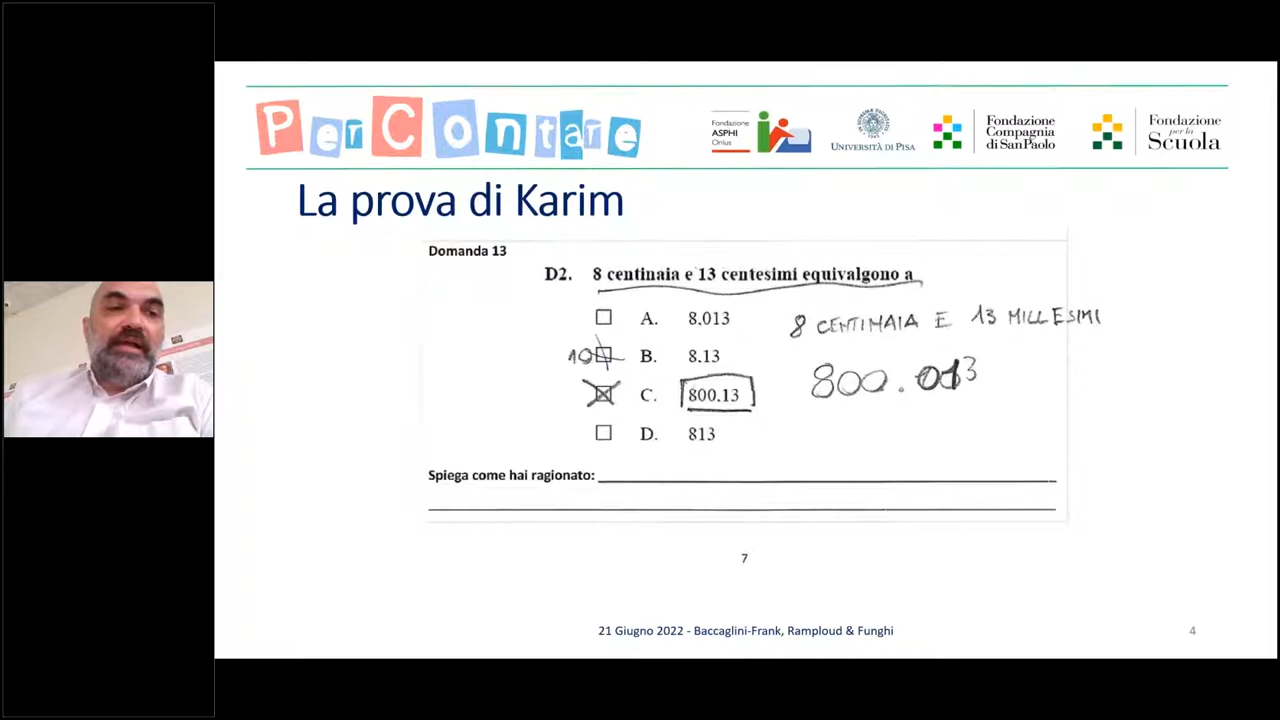 PerContare
Fondazione
ASPHI
Onlus
UNIVERSITÀ DI PISA
Fondazione
Compagnia
di SanPaolo
Fondazione
per la
Scuola
La prova di Karim
Domanda 13
D2. 8 centinaia e 13 centesimi equivalgono a
A. 8.013
8 CENTINAIA E 13 MILLESIMI
B. 8.13
800.013
C. 800.13
D. 813
Spiega come hai ragionato:
7
21 Giugno 2022 - Baccaglini-Frank, Ramploud & Funghi
4